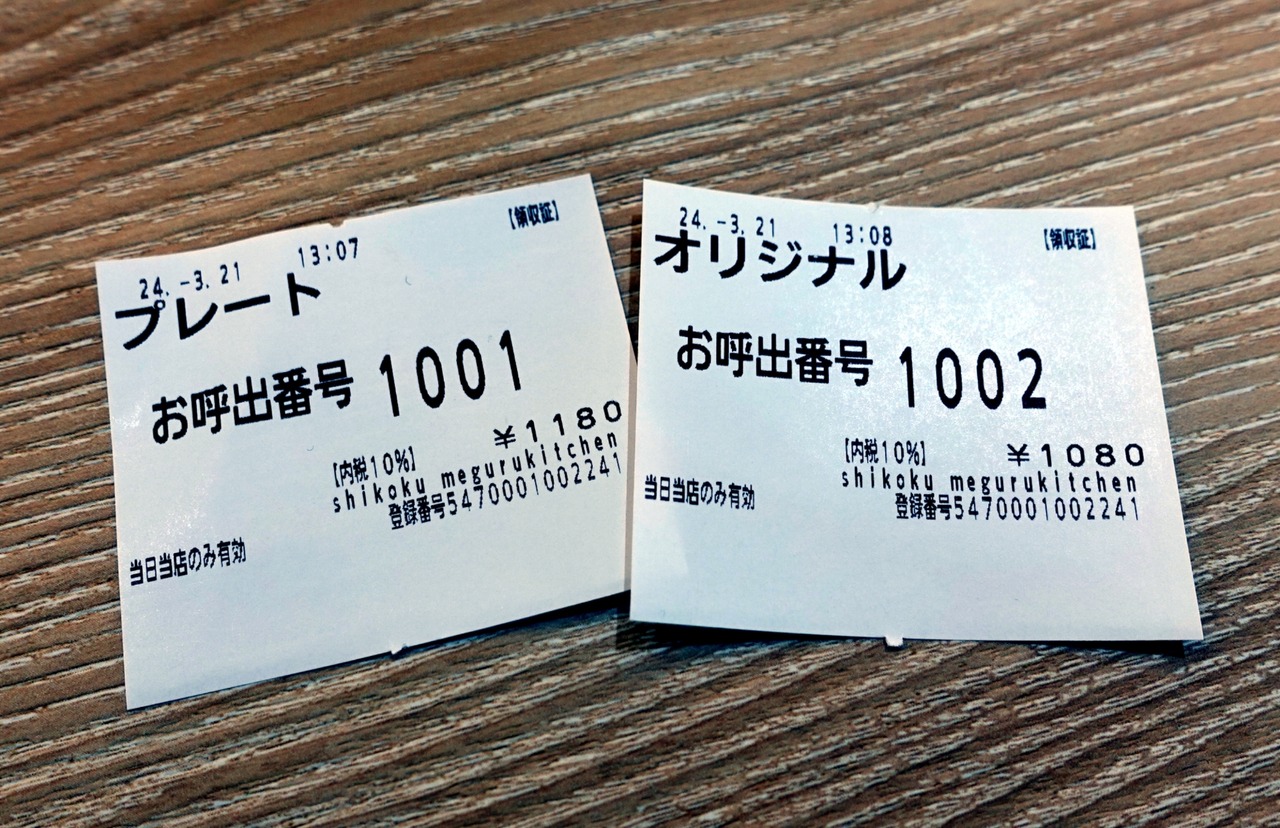 24.-3.21 13:07 【領収証】
プレート
お呼出番号 1001
¥1180
【内税10%】
shikoku megurukitchen
登録番号5470001002241
当日当店のみ有効
24.-3.21 13:08 【領収証】
オリジナル
お呼出番号 1002
【内税10%】 ¥1080
shikoku megurukitchen
登録番号5470001002241
当日当店のみ有効